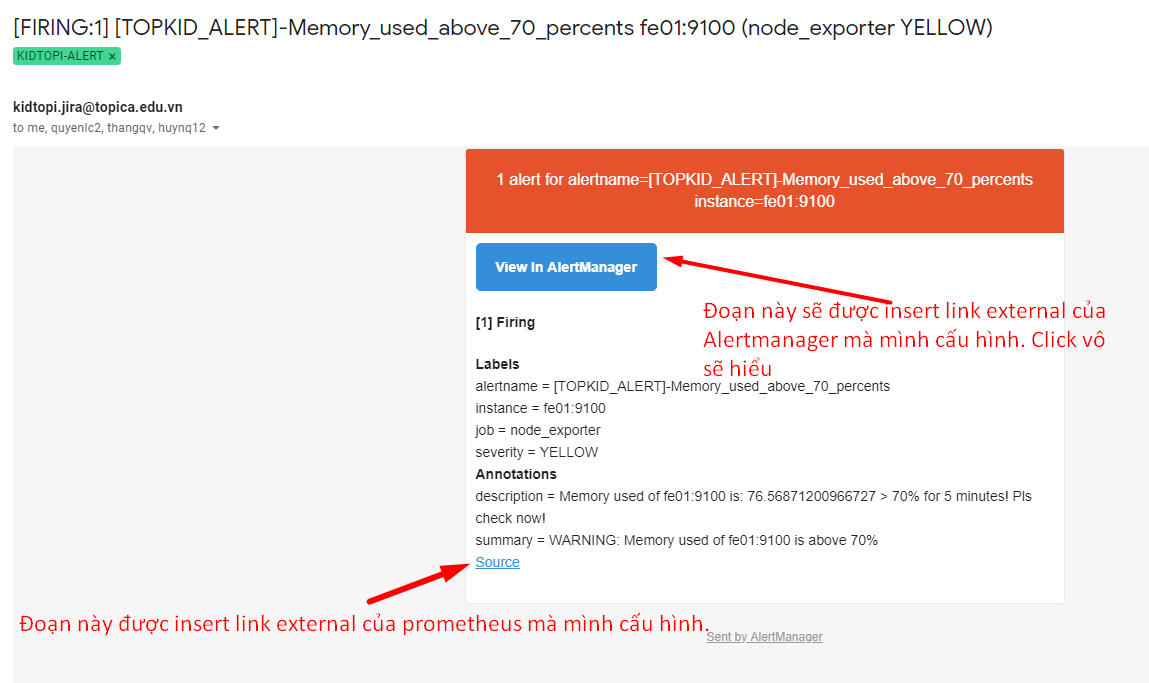 [FIRING:1] [TOPKID_ALERT]-Memory_used_above_70_percents fe01:9100 (node_exporter YELLOW)
KIDTOPI-ALERT ×
kidtopi.jira@topica.edu.vn
to me, quyenlc2, thangqv, huynq12
1 alert for alertname=[TOPKID_ALERT]-Memory_used_above_70_percents
instance=fe01:9100
View In AlertManager
Đoạn này sẽ được insert link external của
Alertmanager mà mình cấu hình. Click vô
sẽ hiểu
[1] Firing
Labels
alertname = [TOPKID_ALERT]-Memory_used_above_70_percents
instance = fe01:9100
job = node_exporter
severity = YELLOW
Annotations
description = Memory used of fe01:9100 is: 76.56871200966727 > 70% for 5 minutes! Pls
check now!
summary = WARNING: Memory used of fe01:9100 is above 70%
Source
Đoạn này được insert link external của prometheus mà mình cấu hình.
Sent by AlertManager